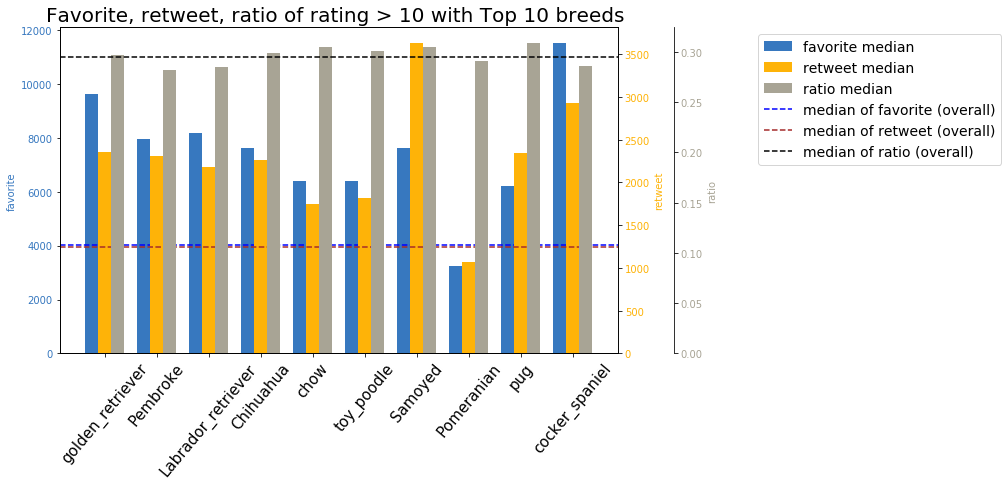 Favorite, retweet, ratio of rating > 10 with Top 10 breeds
12000
10000
8000
6000
4000
2000
0
favorite
3500
3000
2500
2000
1500
1000
500
0
retweet
0.30
0.25
0.20
0.15
0.10
0.05
0.00
ratio
golden_retriever
Pembroke
Labrador_retriever
Chihuahua
chow
toy_poodle
Samoyed
Pomeranian
pug
cocker_spaniel
favorite median
retweet median
ratio median
median of favorite (overall)
median of retweet (overall)
median of ratio (overall)